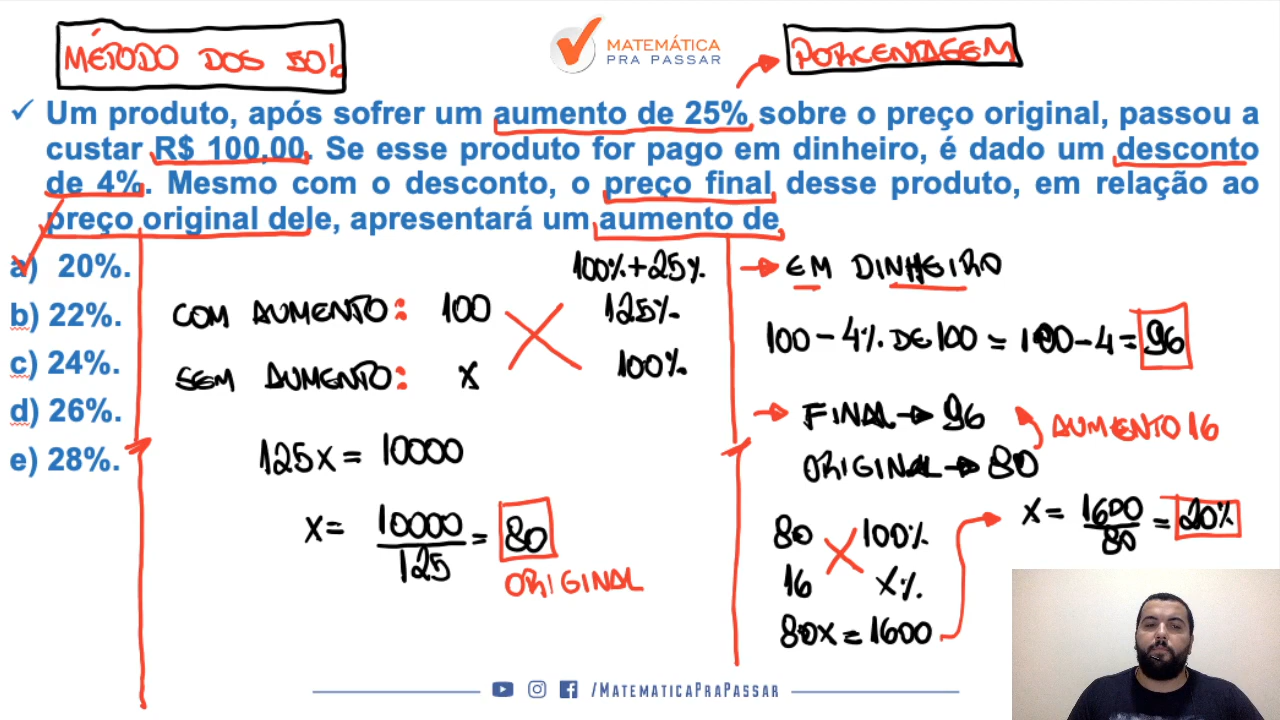 MÉTODO DOS 50!
MATEMÁTICA
PRA PASSAR
PORCENTAGEM
✓ Um produto, após sofrer um aumento de 25% sobre o preço original, passou a
custar R$ 100,00. Se esse produto for pago em dinheiro, é dado um desconto
de 4%. Mesmo com o desconto, o preço final desse produto, em relação ao
preço original dele, apresentará um aumento de
a) 20%.
b) 22%.
c) 24%.
d) 26%.
e) 28%.
100%+25%
COM AUMENTO: 100 125%
SEM AUMENTO: X 100%
125X = 10000
X = 10000/125 = 80
ORIGINAL
→ EM DINHEIRO
100 - 4% DE 100 = 100 - 4 = 96
→ FINAL → 96
ORIGINAL → 80
AUMENTO 16
80 100%
16 X%
80X = 1600
X = 1600/80 = 20%
/MATEMATICAPRAPASSAR